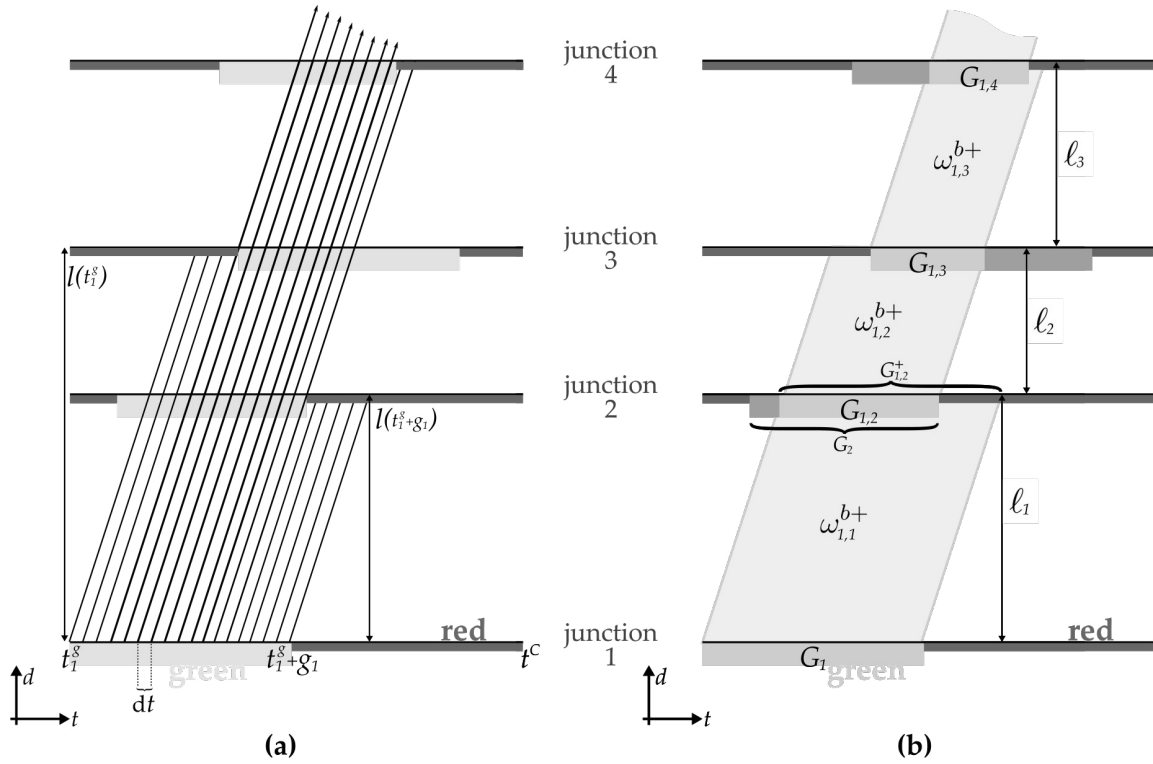 junction
4
G₁,₄
ℓ₃
ω₁,₃ᵇ⁺
junction
3
l(t₁ᵍ)
G₁,₃
ω₁,₂ᵇ⁺
ℓ₂
G₁,₂⁺
junction
2
l(t₁ᵍ+g₁)
G₁,₂
G₂
ω₁,₁ᵇ⁺
ℓ₁
red
junction
1
red
t₁ᵍ
t₁ᵍ+g₁
tᶜ
G₁
green
green
d
dt
t
d
t
(a)
(b)